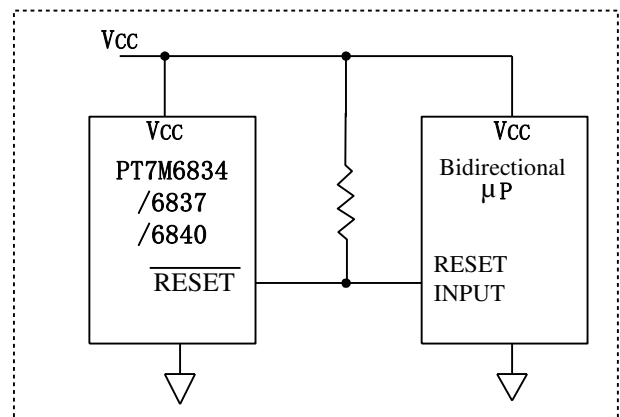 VCC
VCC
PT7M6834
/6837
/6840
RESET
VCC
Bidirectional
μP
RESET
INPUT